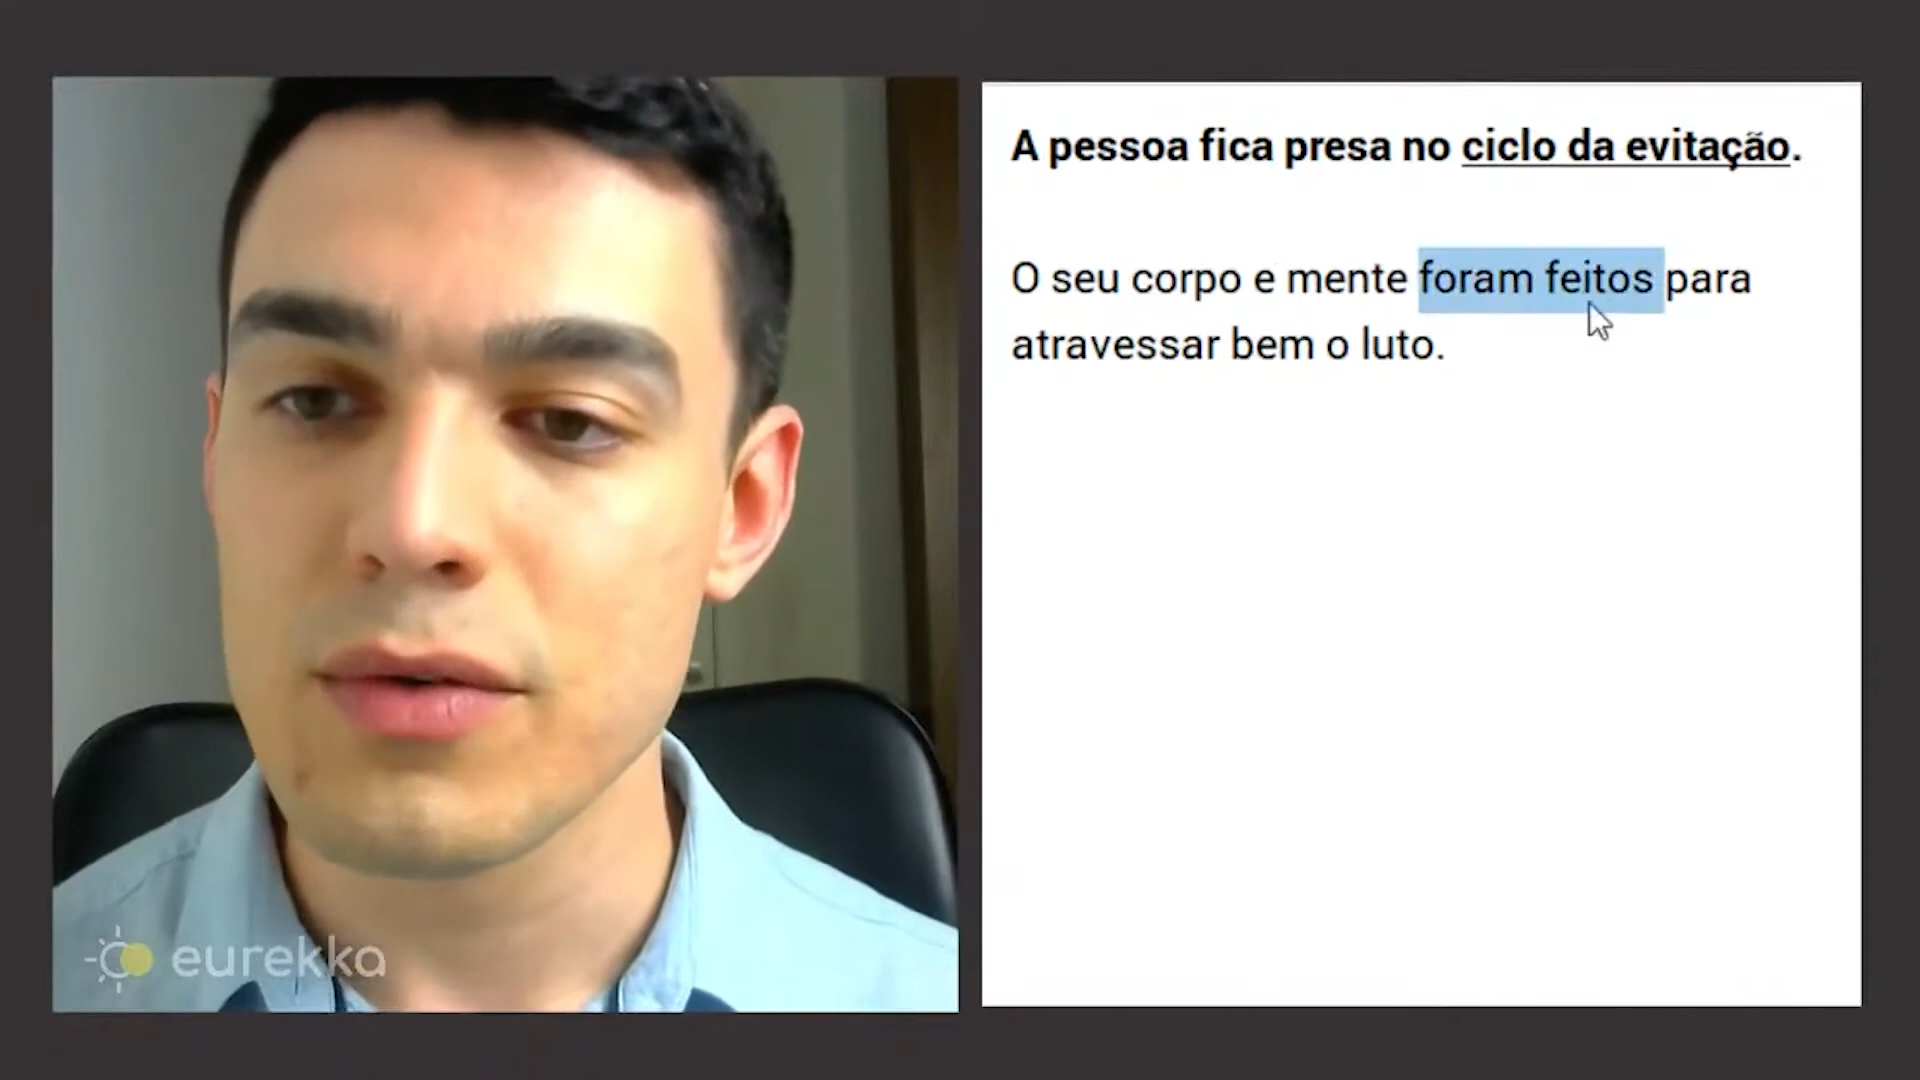 A pessoa fica presa no ciclo da evitação.
O seu corpo e mente foram feitos para
atravessar bem o luto.
eurekka